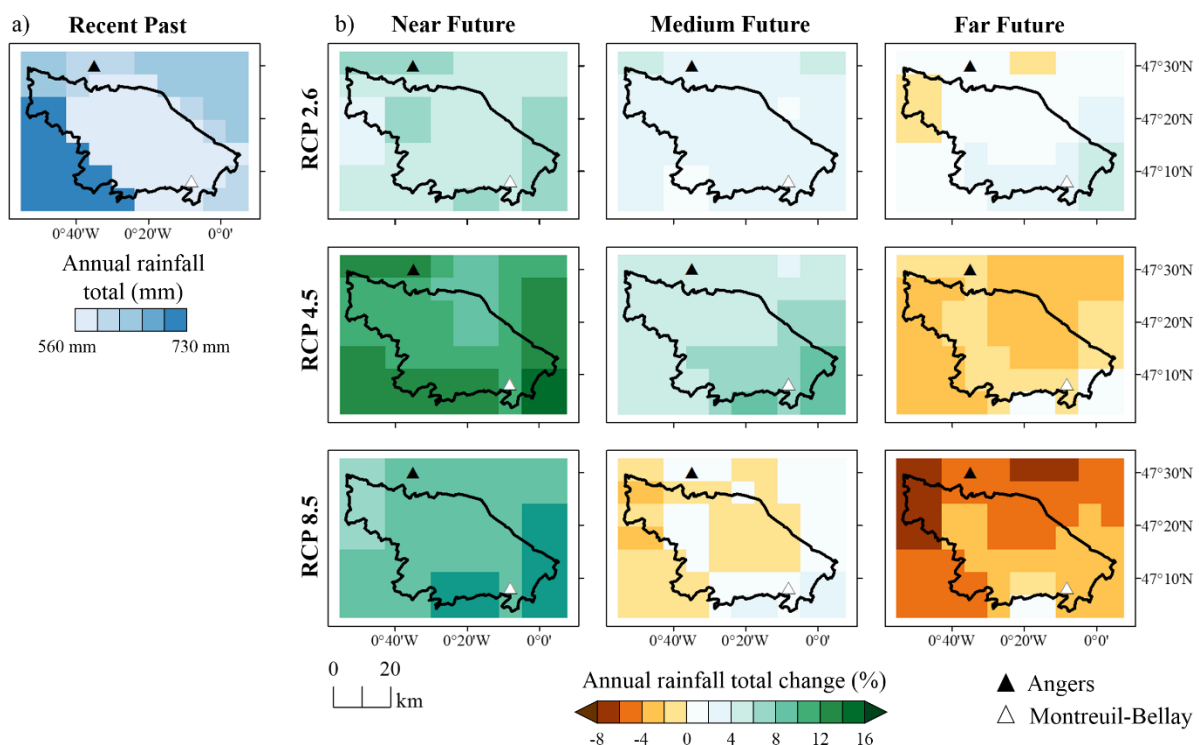 a)
Recent Past
b)
Near Future
Medium Future
Far Future
RCP 2.6
47°30'N
47°20'N
47°10'N
0°40'W
0°20'W
0°0'
Annual rainfall
total (mm)
560 mm
730 mm
RCP 4.5
47°30'N
47°20'N
47°10'N
RCP 8.5
47°30'N
47°20'N
47°10'N
0°40'W
0°20'W
0°0'
0°40'W
0°20'W
0°0'
0°40'W
0°20'W
0°0'
0
20
km
Annual rainfall total change (%)
-8
-4
0
4
8
12
16
Angers
Montreuil-Bellay